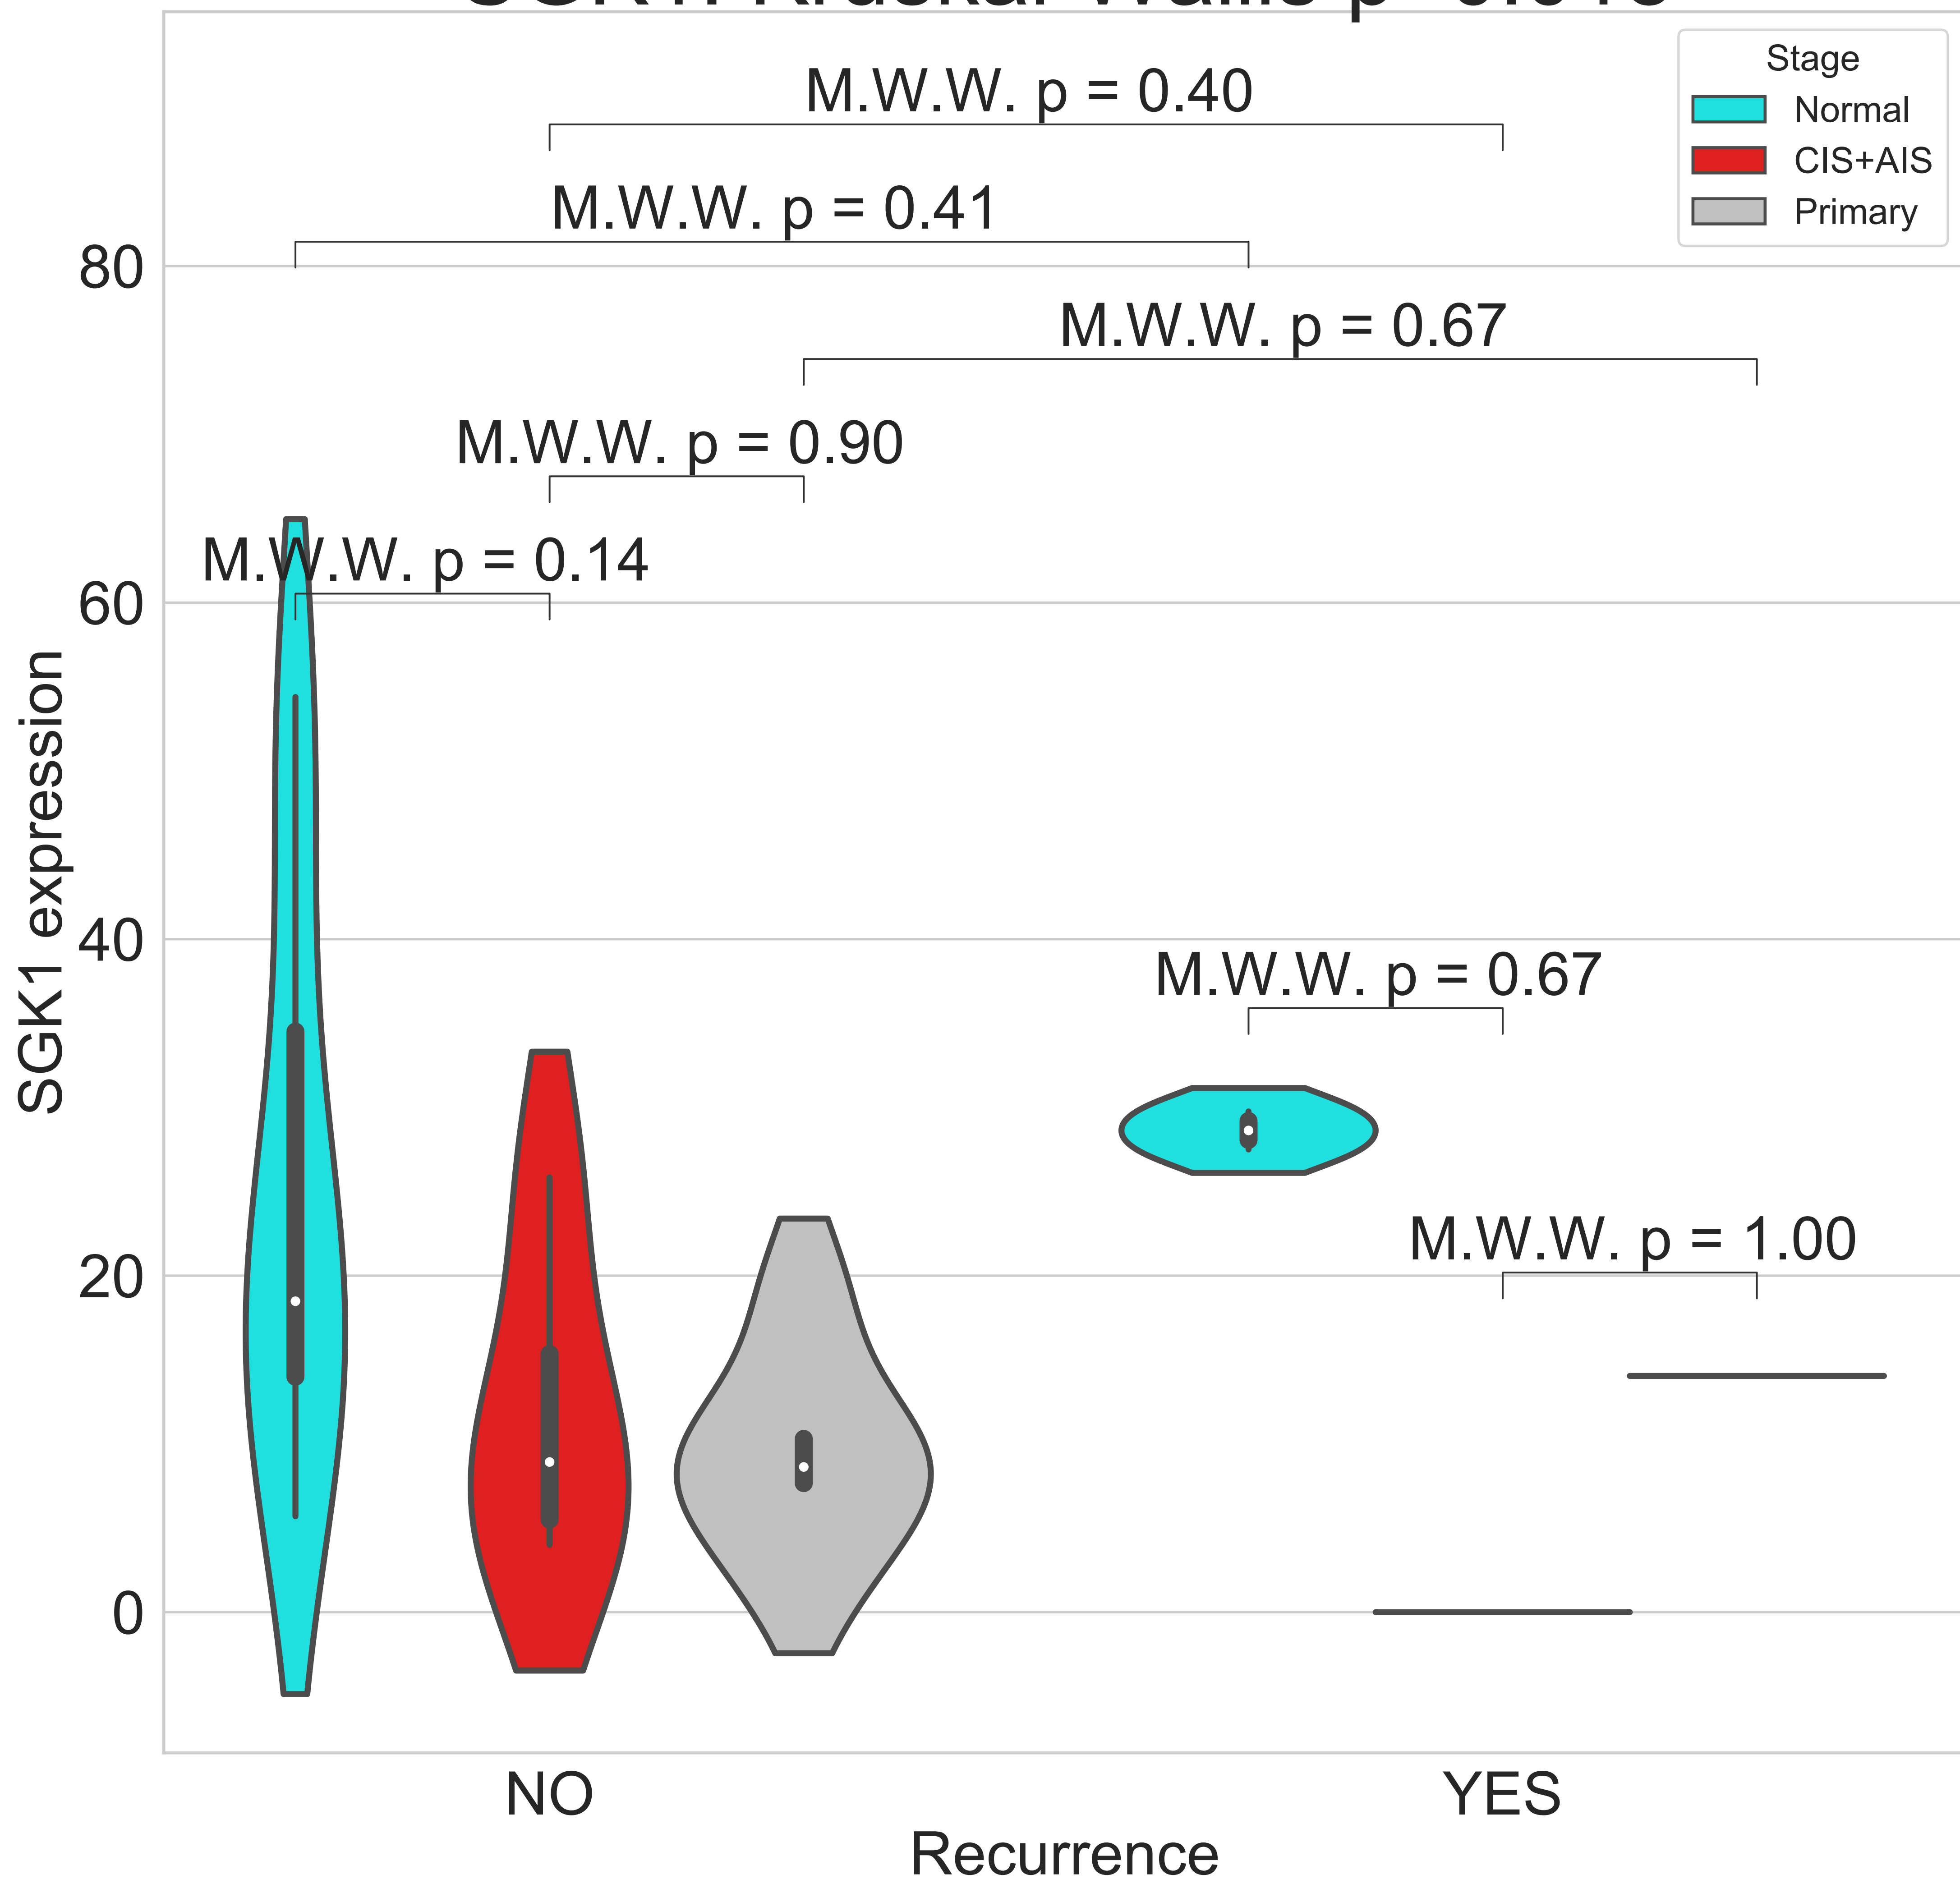 Stage
Normal
CIS+AIS
Primary
M.W.W. p = 0.40
M.W.W. p = 0.41
M.W.W. p = 0.67
M.W.W. p = 0.90
M.W.W. p = 0.14
M.W.W. p = 0.67
M.W.W. p = 1.00
80
60
40
20
0
SGK1 expression
NO
YES
Recurrence